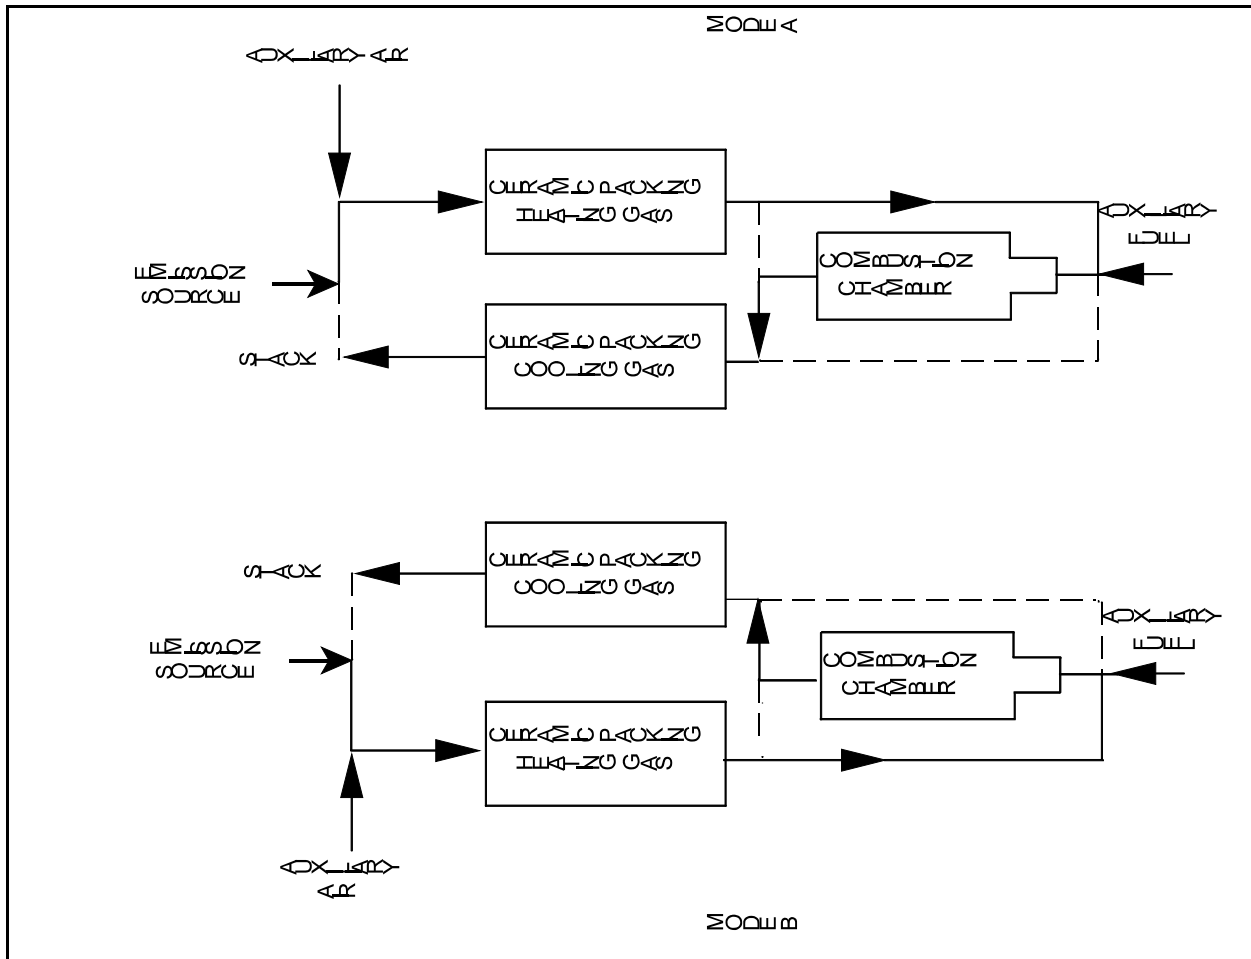 MODE A
AUXILIARY AIR
CERAMIC PACKING
HEATING GAS
AUXILIARY
FUEL
COMBUSTION
CHAMBER
EMISSION
SOURCE
CERAMIC PACKING
COOLING GAS
STACK
CERAMIC PACKING
COOLING GAS
STACK
AUXILIARY
FUEL
EMISSION
SOURCE
COMBUSTION
CHAMBER
CERAMIC PACKING
HEATING GAS
AUXILIARY
AIR
MODE B